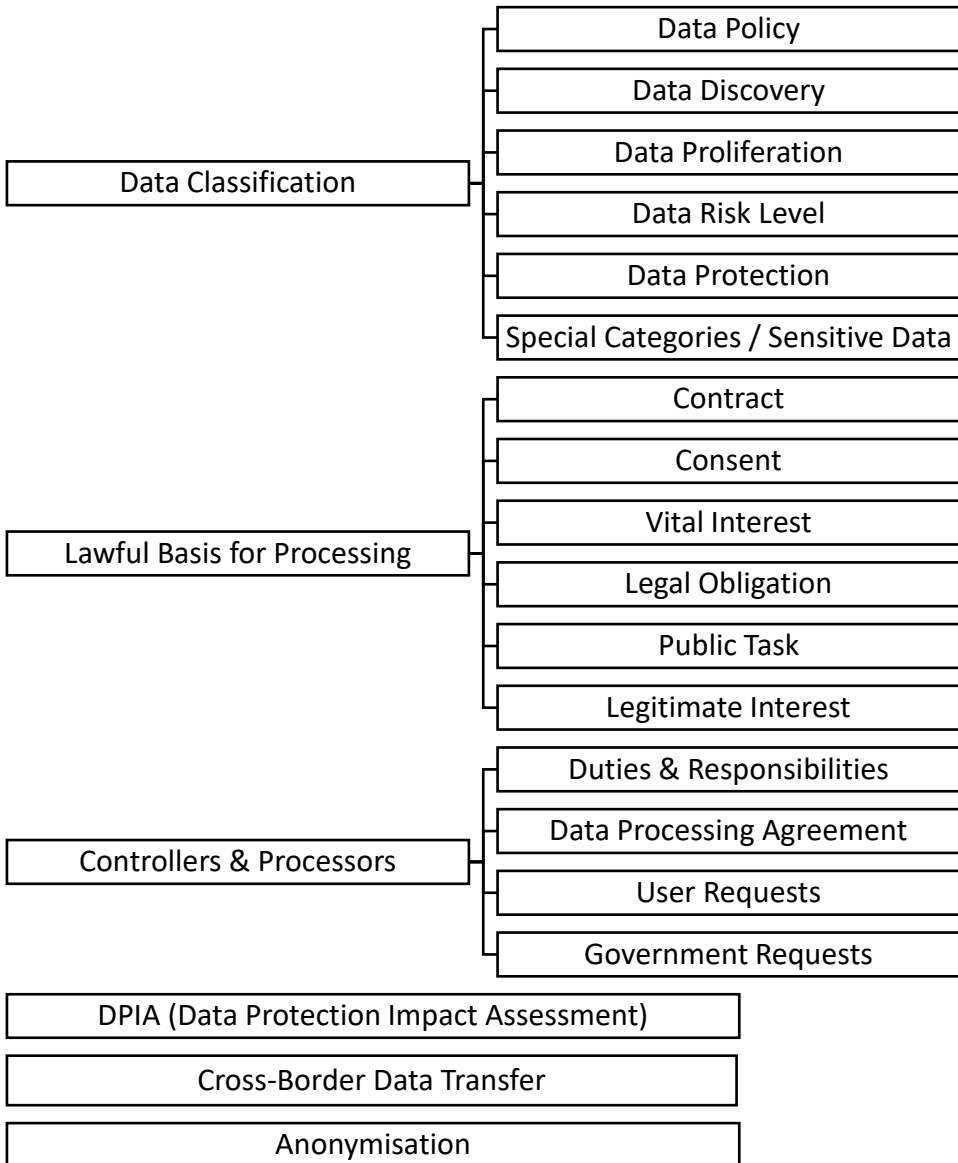 Data Policy
Data Discovery
Data Proliferation
Data Classification
Data Risk Level
Data Protection
Special Categories / Sensitive Data
Contract
Consent
Vital Interest
Lawful Basis for Processing
Legal Obligation
Public Task
Legitimate Interest
Duties & Responsibilities
Data Processing Agreement
Controllers & Processors
User Requests
Government Requests
DPIA (Data Protection Impact Assessment)
Cross-Border Data Transfer
Anonymisation